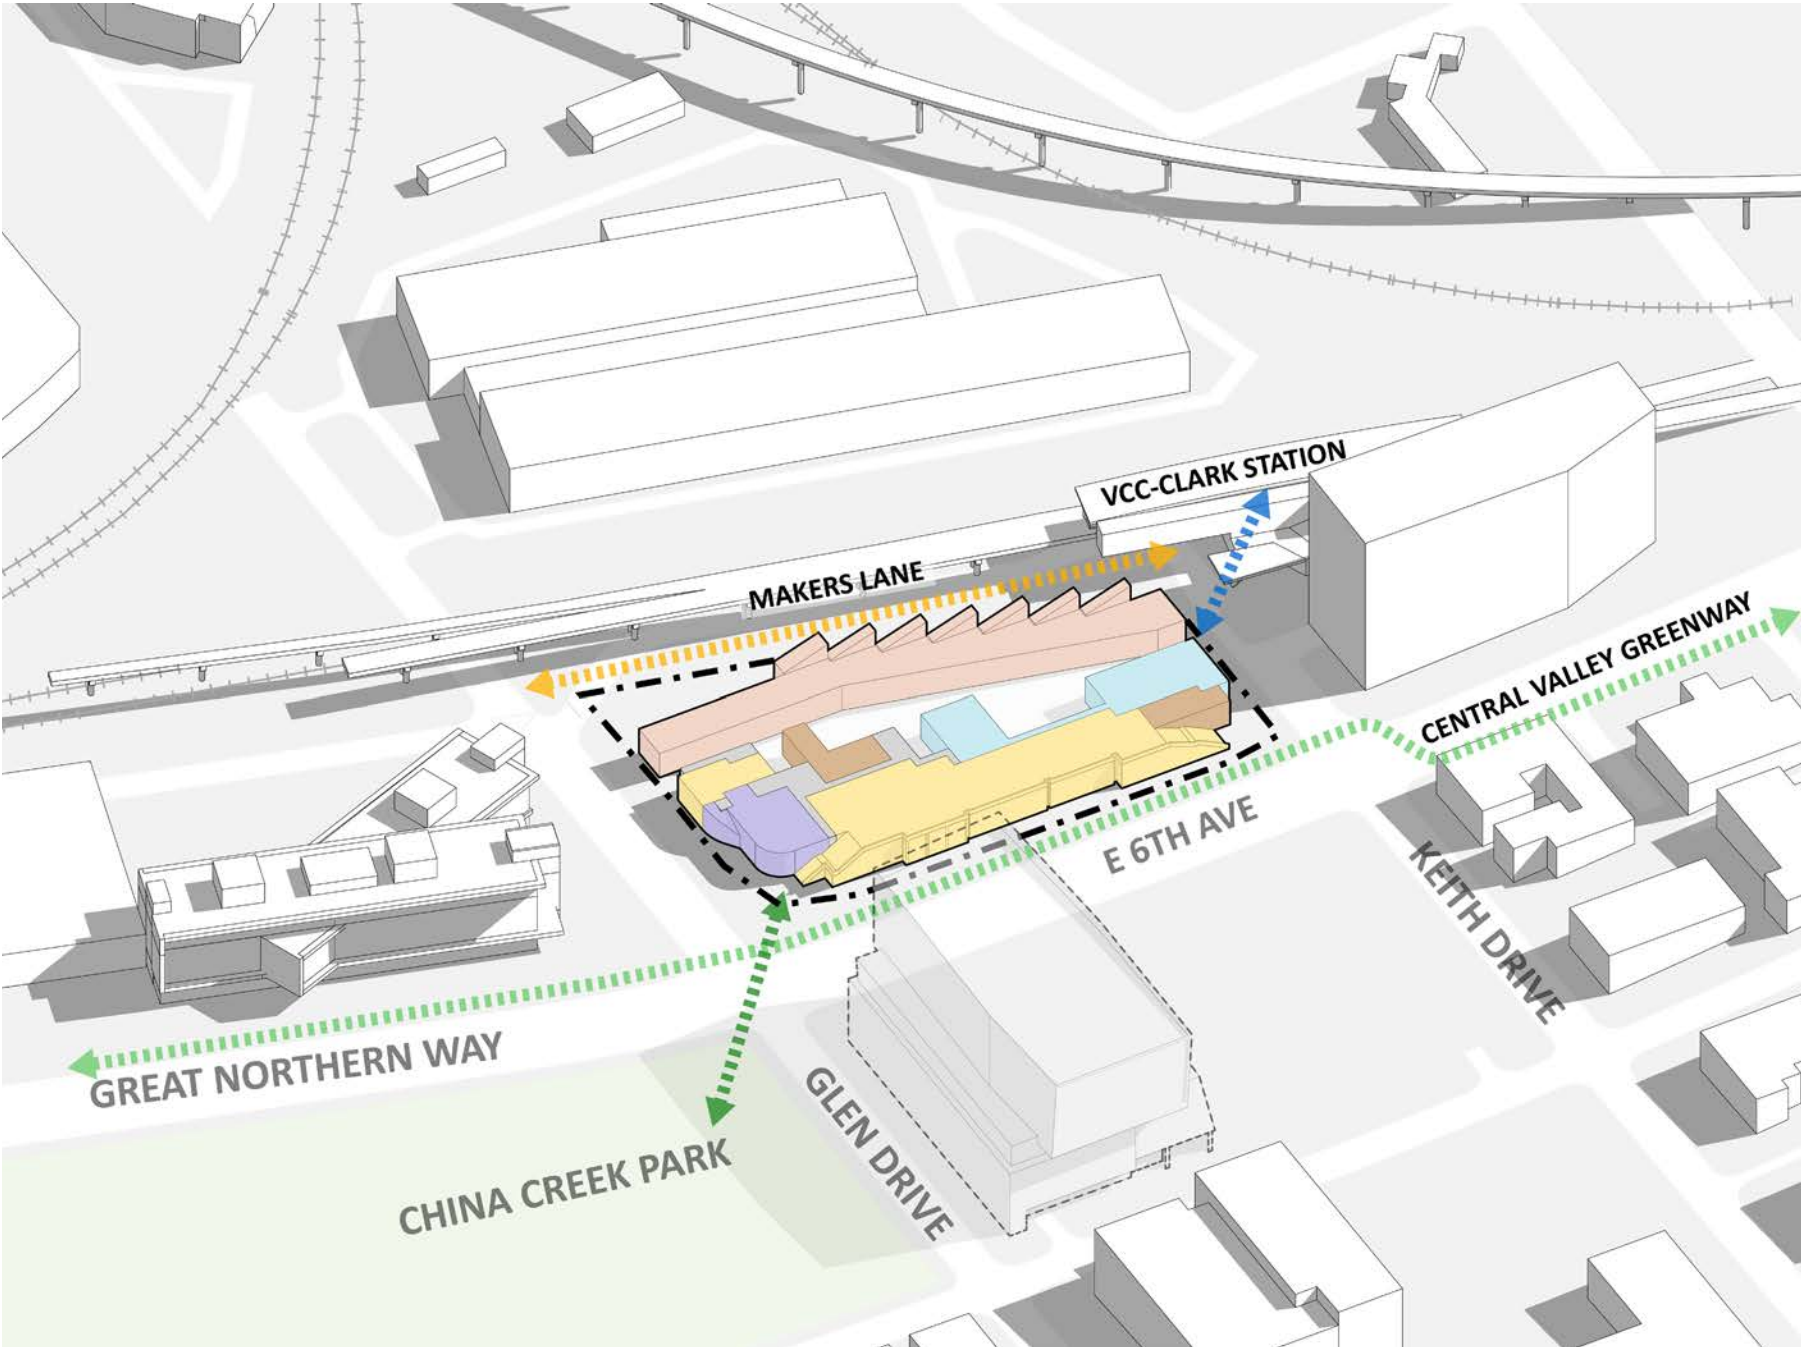 VCC-CLARK STATION
MAKERS LANE
CENTRAL VALLEY GREENWAY
E 6TH AVE
KEITH DRIVE
GREAT NORTHERN WAY
GLEN DRIVE
CHINA CREEK PARK